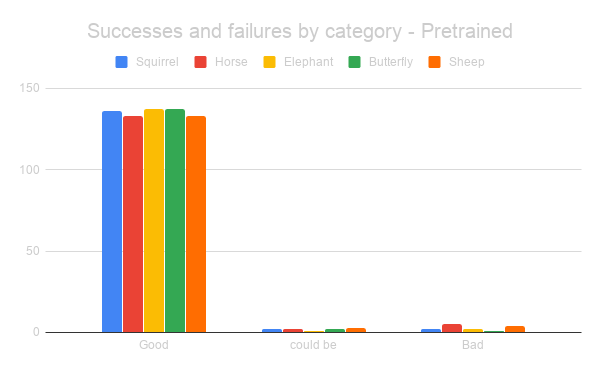 Successes and failures by category - Pretrained
Squirrel Horse Elephant Butterfly Sheep
150
100
50
0
Good could be Bad